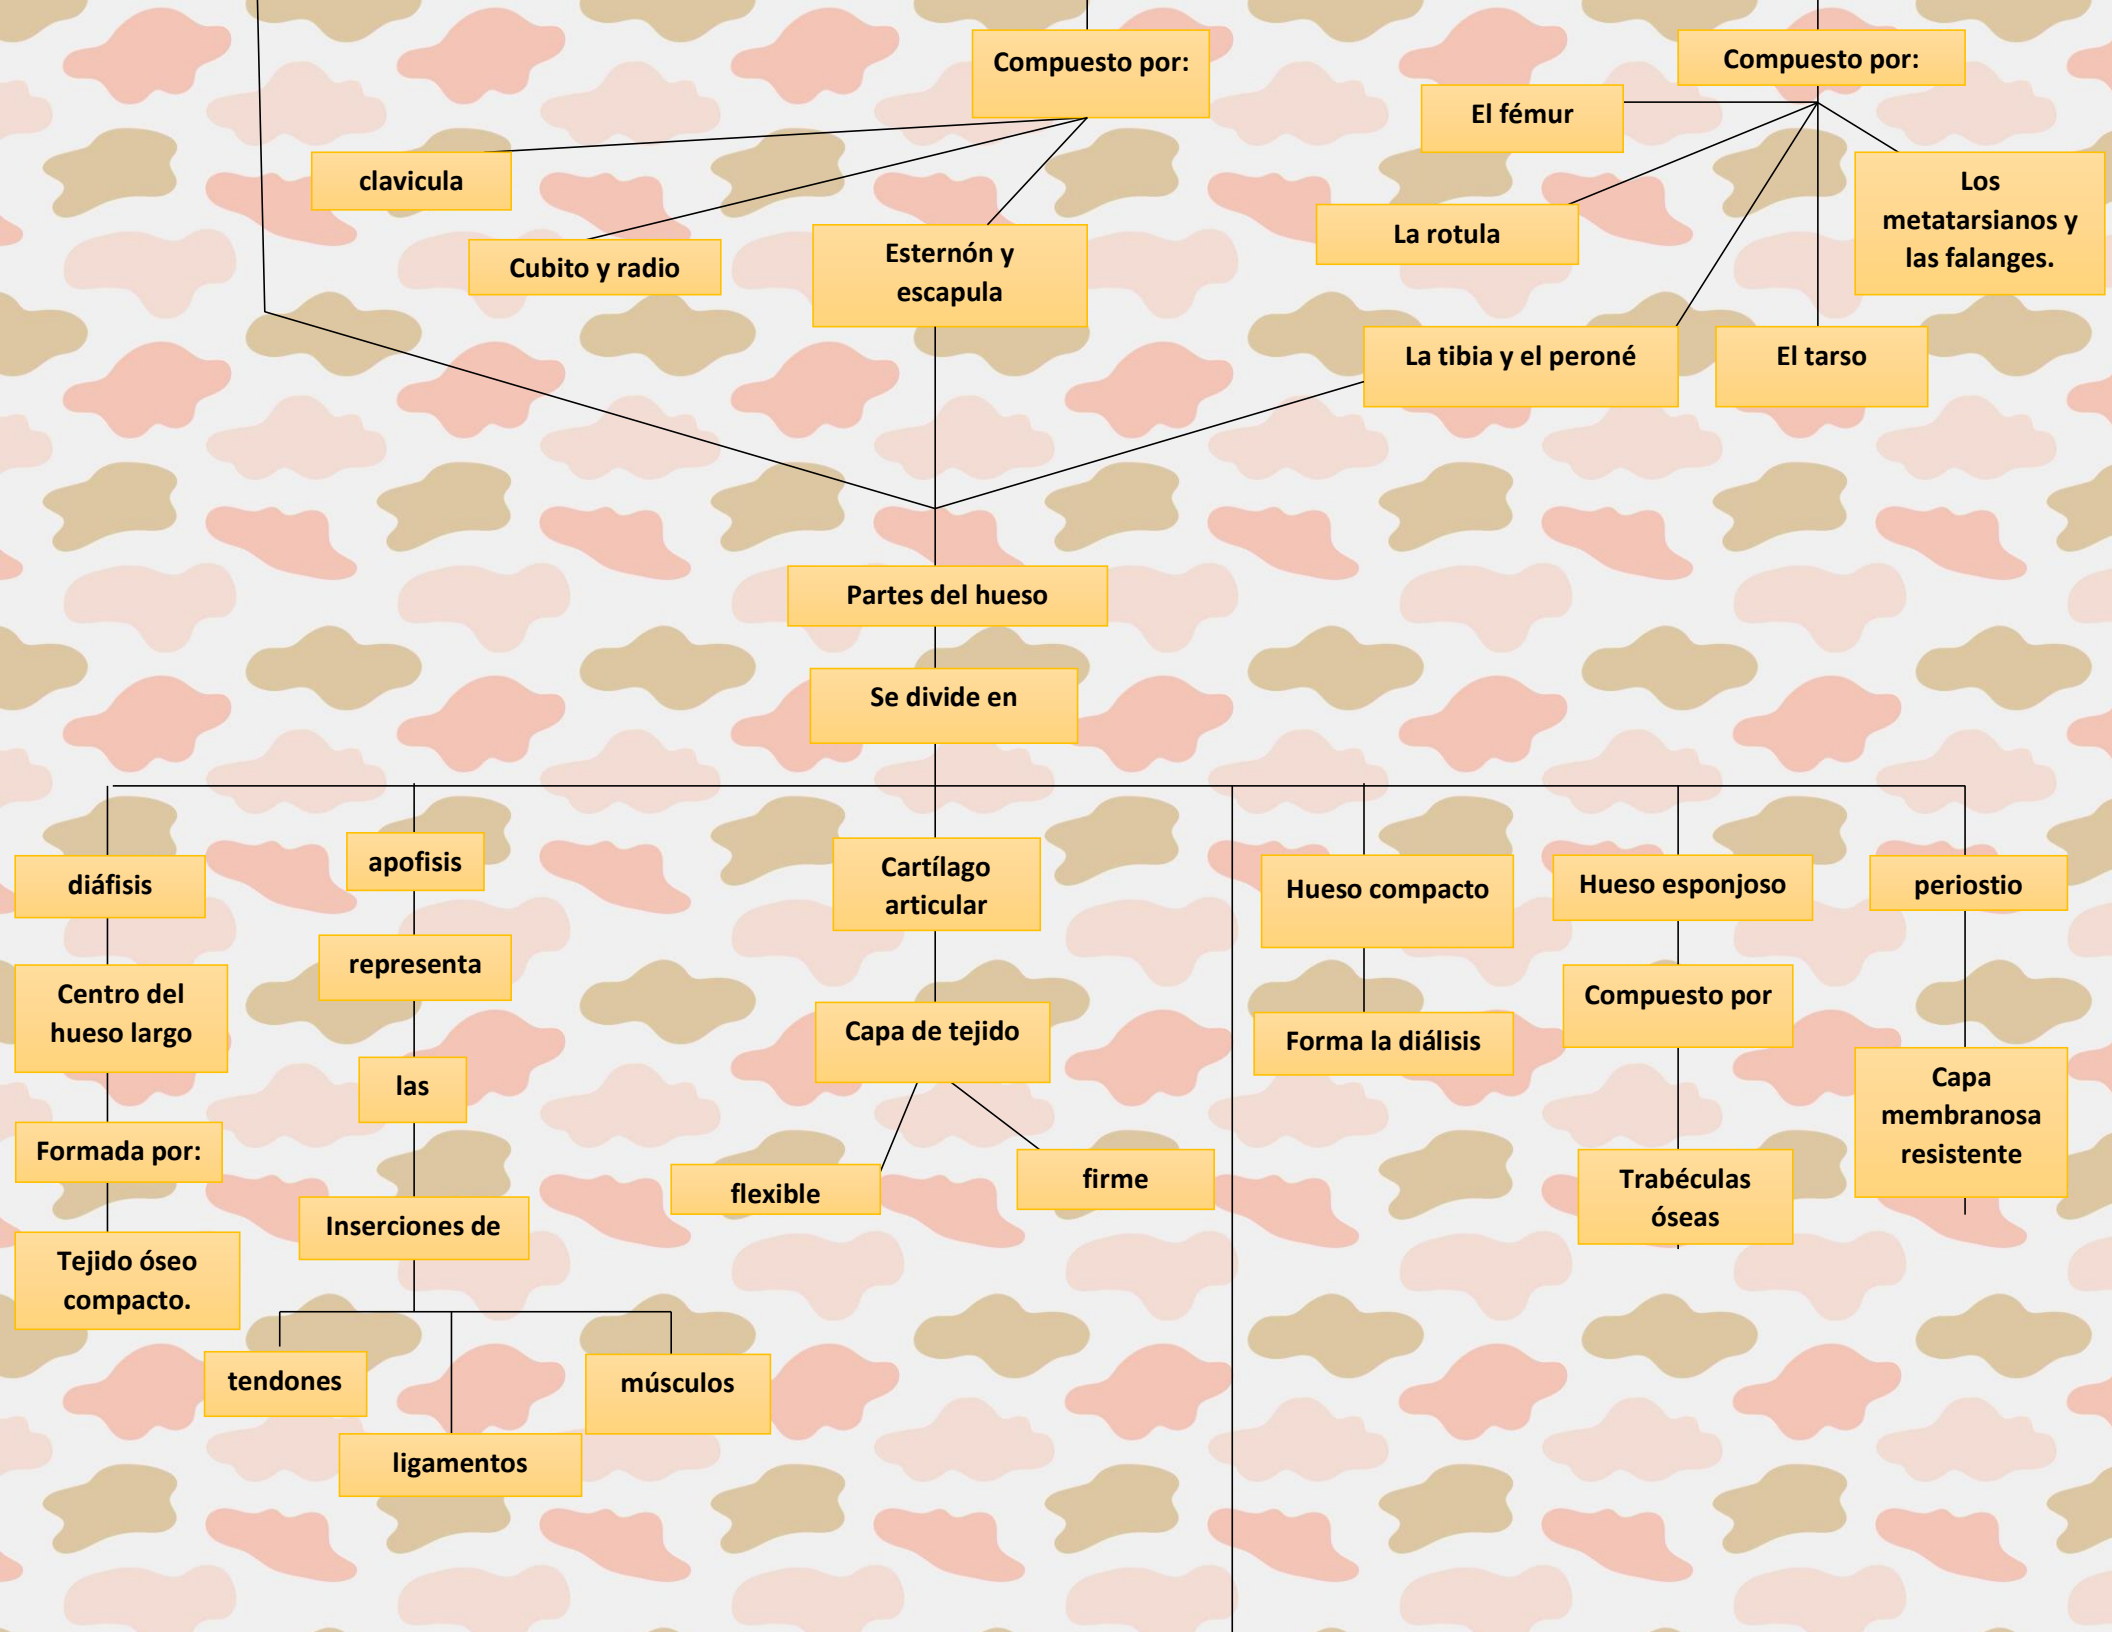 Compuesto por:
Compuesto por:
El fémur
clavicula
Los
metatarsianos y
las falanges.
La rotula
Cubito y radio
Esternón y
escapula
La tibia y el peroné
El tarso
Partes del hueso
Se divide en
diáfisis
apofisis
Cartílago
articular
Hueso compacto
Hueso esponjoso
periostio
Centro del
hueso largo
representa
Capa de tejido
Forma la diálisis
Compuesto por
Capa
membranosa
resistente
las
Formada por:
flexible
firme
Trabéculas
óseas
Inserciones de
Tejido óseo
compacto.
tendones
músculos
ligamentos